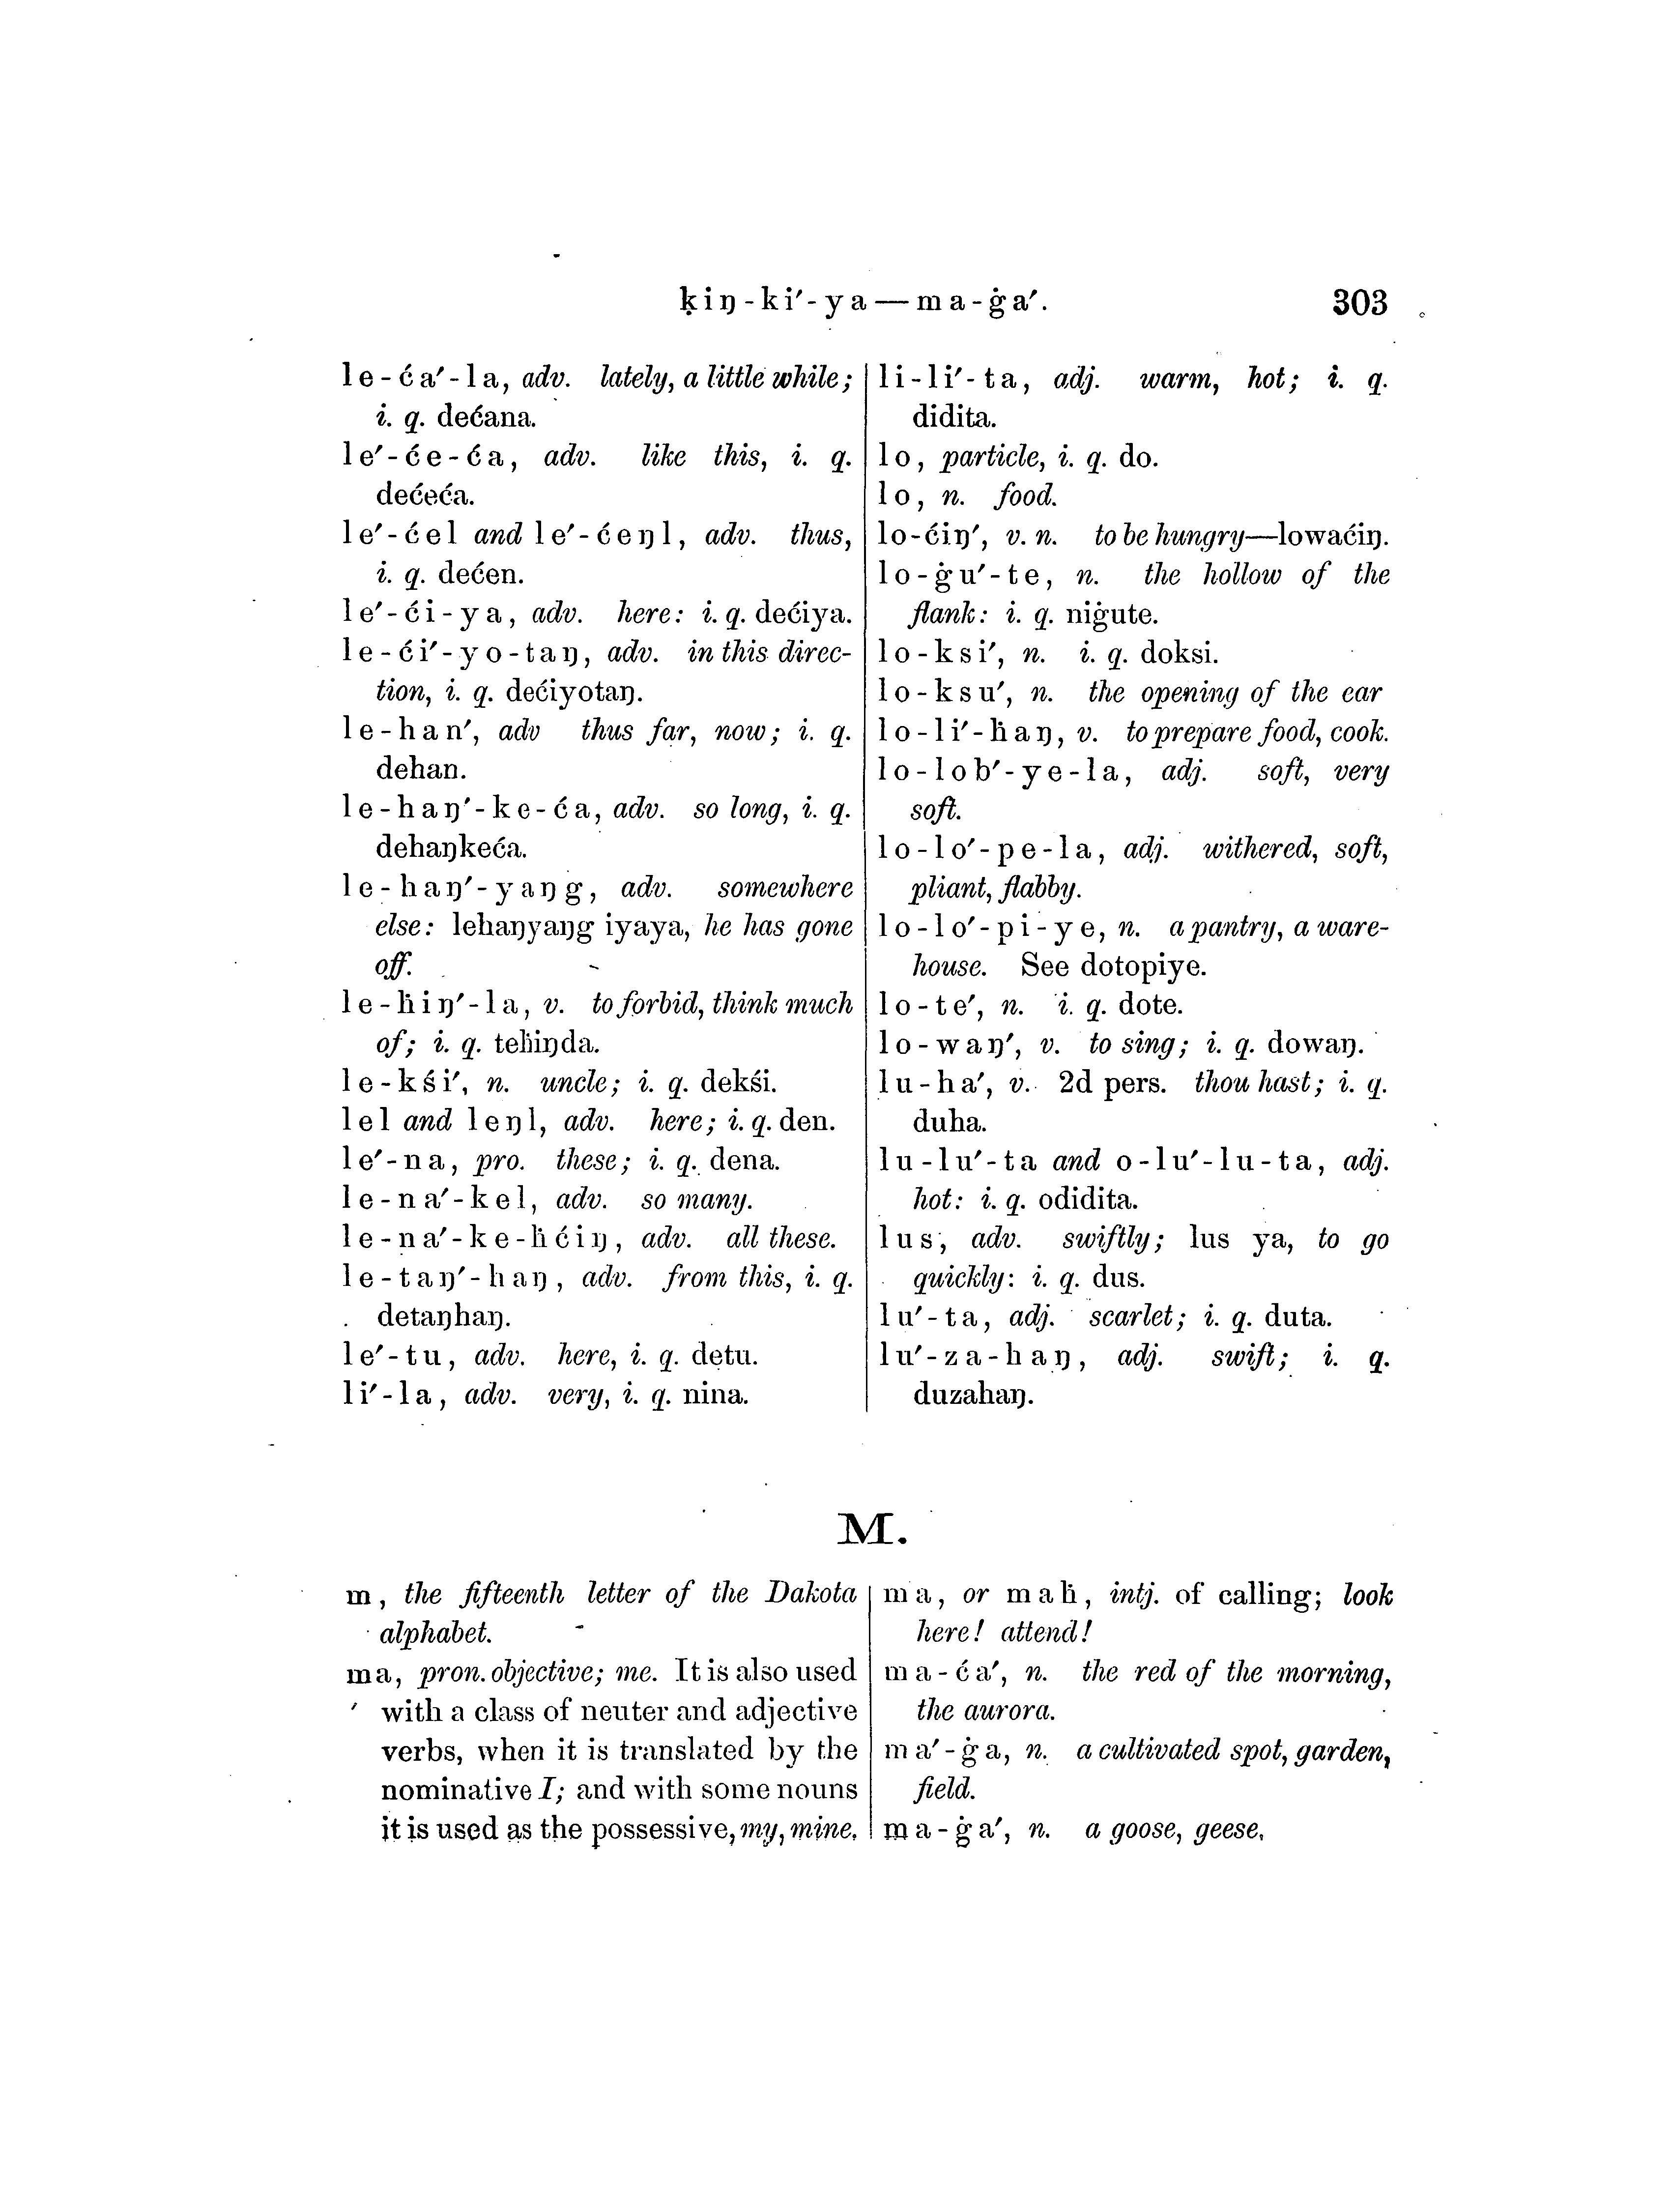 ḳiŋ-ki′-ya—ma-ġa′. 303
le-ća′-la, adv. lately, a little while;
i. q. dećana.
le′-će-ća, adv. like this, i. q.
dećeća.
le′-ćel and le′-ćeŋl, adv. thus,
i. q. dećen.
le′-ći-ya, adv. here: i. q. dećiya.
le-ći′-yo-taŋ, adv. in this direc-
tion, i. q. dećiyotaŋ.
le-han′, adv thus far, now; i. q.
dehan.
le-haŋ′-ke-ća, adv. so long, i. q.
dehaŋkeća.
le-haŋ′-yaŋg, adv. somewhere
else: lehaŋyaŋg iyaya, he has gone
off.
le-ḣiŋ′-la, v. to forbid, think much
of; i. q. teḣiŋda.
le-kśi′, n. uncle; i. q. dekśi.
lel and leŋl, adv. here; i. q. den.
le′-na, pro. these; i. q. dena.
le-na′-kel, adv. so many.
le-na′-ke-ḣćiŋ, adv. all these.
le-taŋ′-haŋ, adv. from this, i. q.
detaŋhaŋ.
le′-tu, adv. here, i. q. detu.
li′-la, adv. very, i. q. nina.
li-li′-ta, adj. warm, hot; i. q.
didita.
lo, particle, i. q. do.
lo, n. food.
lo-ćiŋ′, v. n. to be hungry—lowaćiŋ.
lo-ġu′-te, n. the hollow of the
flank: i. q. niġute.
lo-ksi′, n. i. q. doksi.
lo-ksu′, n. the opening of the ear
lo-li′-ḣaŋ, v. to prepare food, cook.
lo-lob′-ye-la, adj. soft, very
soft.
lo-lo′-pe-la, adj. withered, soft,
pliant, flabby.
lo-lo′-pi-ye, n. a pantry, a ware-
house. See dotopiye.
lo-te′, n. i. q. dote.
lo-waŋ′, v. to sing; i. q. dowaŋ.
lu-ha′, v. 2d pers. thou hast; i. q.
duha.
lu-lu′-ta and o-lu′-lu-ta, adj.
hot: i. q. odidita.
lus, adv. swiftly; lus ya, to go
quickly: i. q. dus.
lu′-ta, adj. scarlet; i. q. duta.
lu′-za-haŋ, adj. swift; i. q.
duzahaŋ.
M.
m, the fifteenth letter of the Dakota
alphabet.
ma, pron. objective; me. It is also used
with a class of neuter and adjective
verbs, when it is translated by the
nominative I; and with some nouns
it is used as the possessive, my, mine.
ma, or maḣ, intj. of calling; look
here! attend!
ma-ća′, n. the red of the morning,
the aurora.
ma′-ġa, n. a cultivated spot, garden,
field.
ma-ġa′, n. a goose, geese.